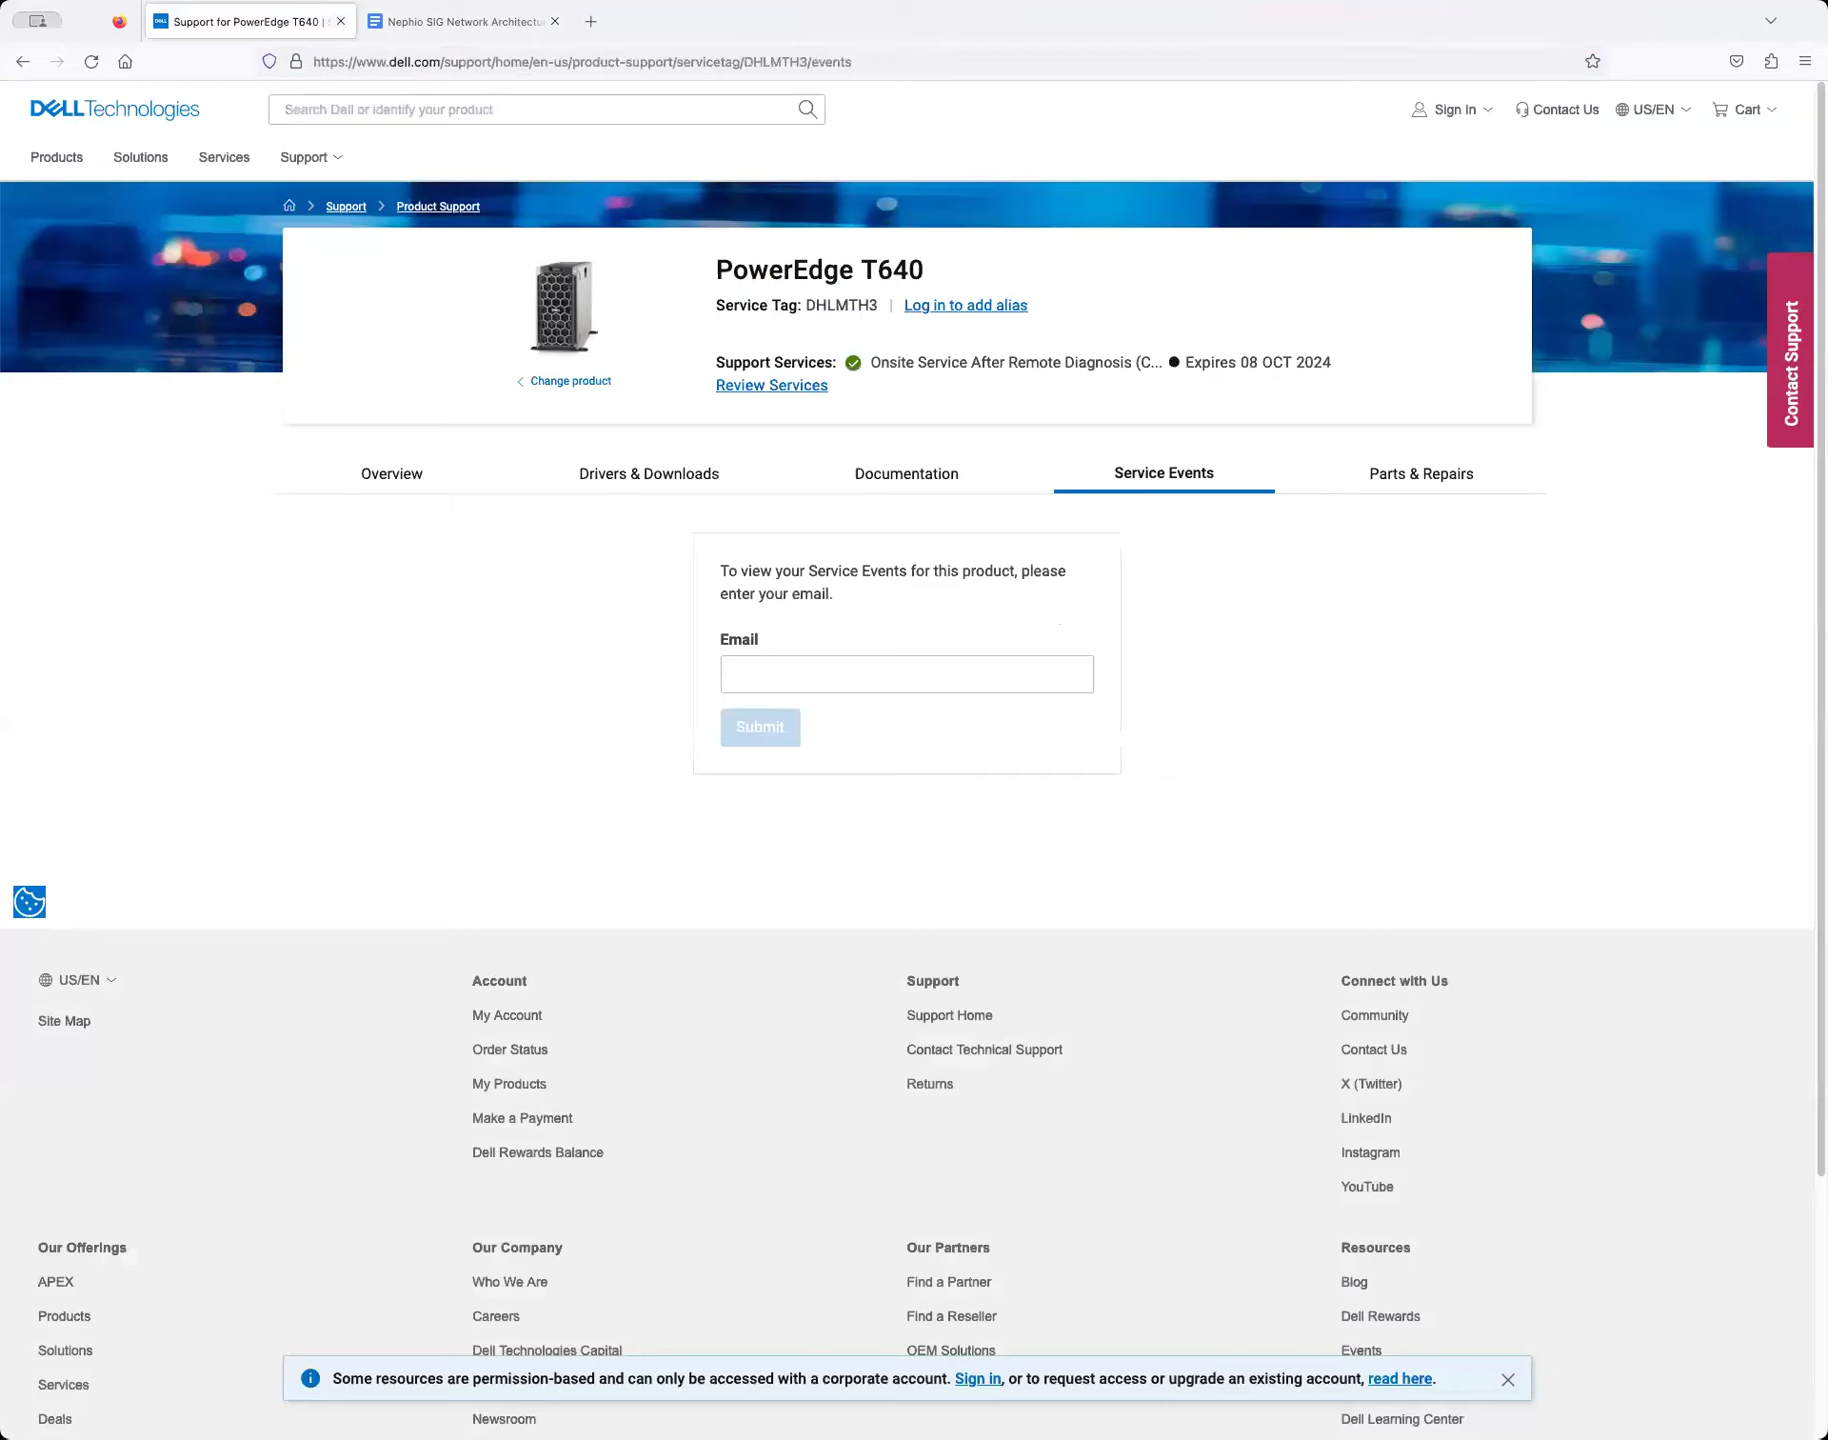 Support for PowerEdge T640 |
Nephio SIG Network Architectu
https://www.dell.com/support/home/en-us/product-support/servicetag/DHLMTH3/events
DELLTechnologies
Search Dell or identify your product
Sign In
Contact Us
US/EN
Cart
Products
Solutions
Services
Support
Support
Product Support
PowerEdge T640
Service Tag: DHLMTH3 | Log in to add alias
Support Services: Onsite Service After Remote Diagnosis (C... ● Expires 08 OCT 2024
Review Services
Change product
Contact Support
Overview
Drivers & Downloads
Documentation
Service Events
Parts & Repairs
To view your Service Events for this product, please
enter your email.
Email
Submit
US/EN
Site Map
Account
My Account
Order Status
My Products
Make a Payment
Dell Rewards Balance
Support
Support Home
Contact Technical Support
Returns
Connect with Us
Community
Contact Us
X (Twitter)
LinkedIn
Instagram
YouTube
Our Offerings
APEX
Products
Solutions
Services
Deals
Our Company
Who We Are
Careers
Dell Technologies Capital
Newsroom
Our Partners
Find a Partner
Find a Reseller
OEM Solutions
Resources
Blog
Dell Rewards
Events
Dell Learning Center
Some resources are permission-based and can only be accessed with a corporate account. Sign in, or to request access or upgrade an existing account, read here.